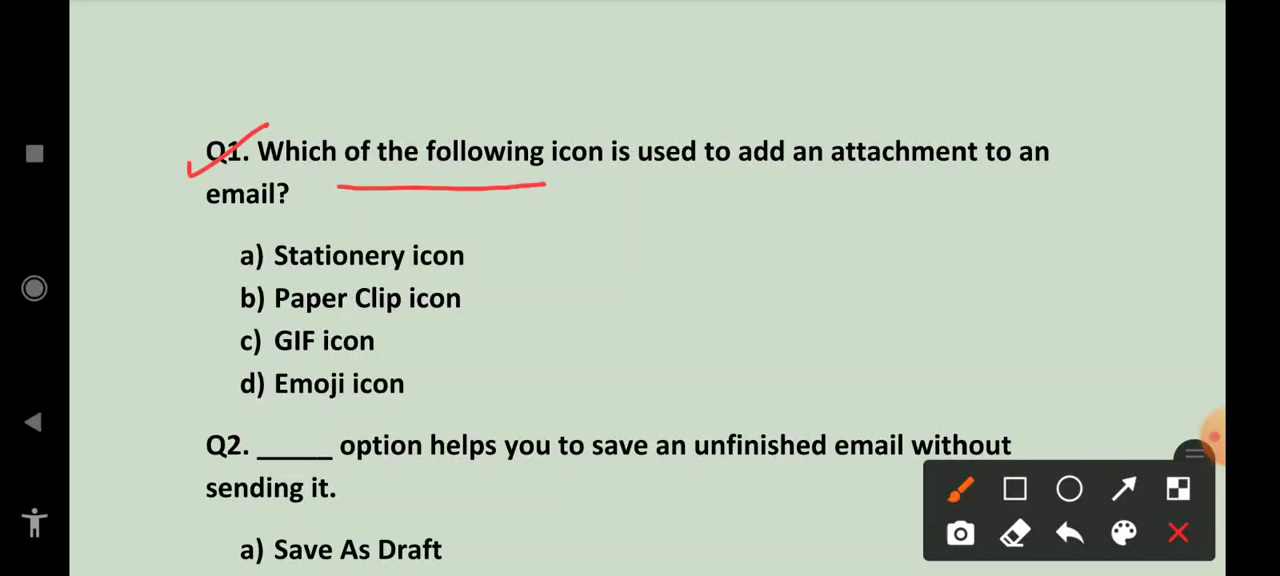 Q1. Which of the following icon is used to add an attachment to an
email?
a) Stationery icon
b) Paper Clip icon
c) GIF icon
d) Emoji icon
Q2. _____ option helps you to save an unfinished email without
sending it.
a) Save As Draft